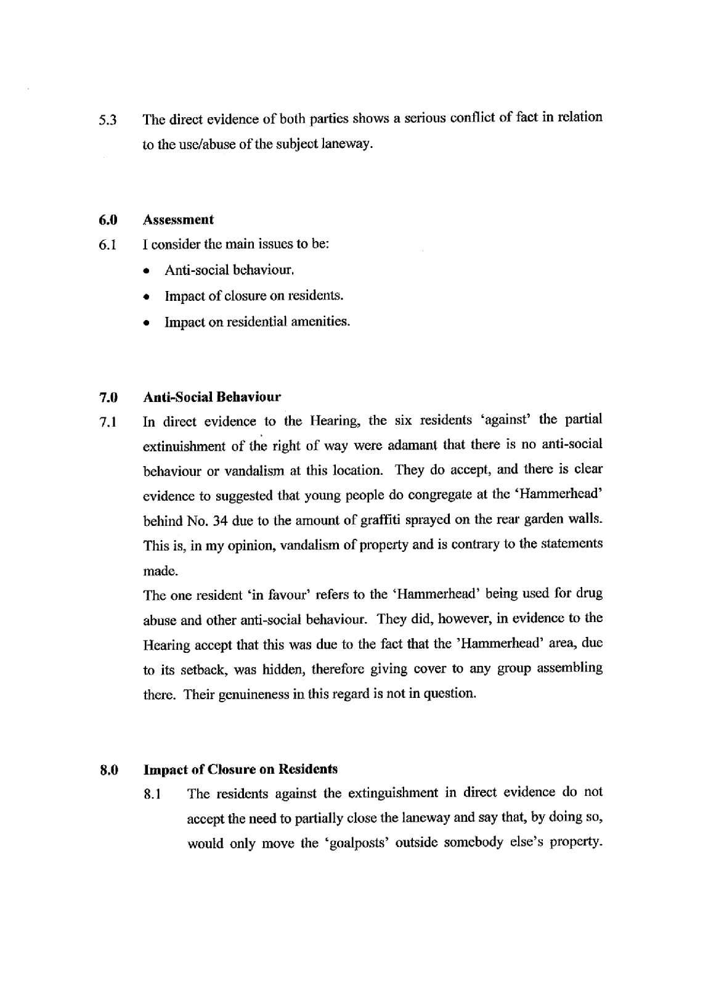 5.3 The direct evidence of both parties shows a serious conflict of fact in relation
to the use/abuse of the subject laneway.
6.0 Assessment
6.1 I consider the main issues to be:
• Anti-social behaviour.
• Impact of closure on residents.
• Impact on residential amenities.
7.0 Anti-Social Behaviour
7.1 In direct evidence to the Hearing, the six residents ‘against’ the partial
extinuishment of the right of way were adamant that there is no anti-social
behaviour or vandalism at this location. They do accept, and there is clear
evidence to suggested that young people do congregate at the ‘Hammerhead’
behind No. 34 due to the amount of graffiti sprayed on the rear garden walls.
This is, in my opinion, vandalism of property and is contrary to the statements
made.
The one resident ‘in favour’ refers to the ‘Hammerhead’ being used for drug
abuse and other anti-social behaviour. They did, however, in evidence to the
Hearing accept that this was due to the fact that the ’Hammerhead’ area, due
to its setback, was hidden, therefore giving cover to any group assembling
there. Their genuineness in this regard is not in question.
8.0 Impact of Closure on Residents
8.1 The residents against the extinguishment in direct evidence do not
accept the need to partially close the laneway and say that, by doing so,
would only move the ‘goalposts’ outside somebody else’s property.